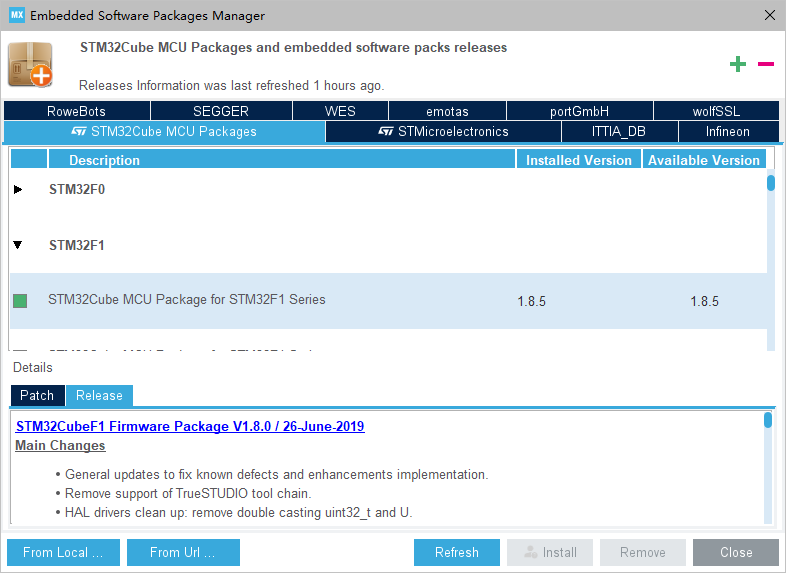 MX Embedded Software Packages Manager
STM32Cube MCU Packages and embedded software packs releases
Releases Information was last refreshed 1 hours ago.
RoweBots SEGGER WES emotas portGmbH wolfSSL
STM32Cube MCU Packages STMicroelectronics ITTIA_DB Infineon
Description Installed Version Available Version
STM32F0
STM32F1
STM32Cube MCU Package for STM32F1 Series 1.8.5 1.8.5
Details
Patch Release
STM32CubeF1 Firmware Package V1.8.0 / 26-June-2019
Main Changes
• General updates to fix known defects and enhancements implementation.
• Remove support of TrueSTUDIO tool chain.
• HAL drivers clean up: remove double casting uint32_t and U.
From Local ... From Url ... Refresh Install Remove Close